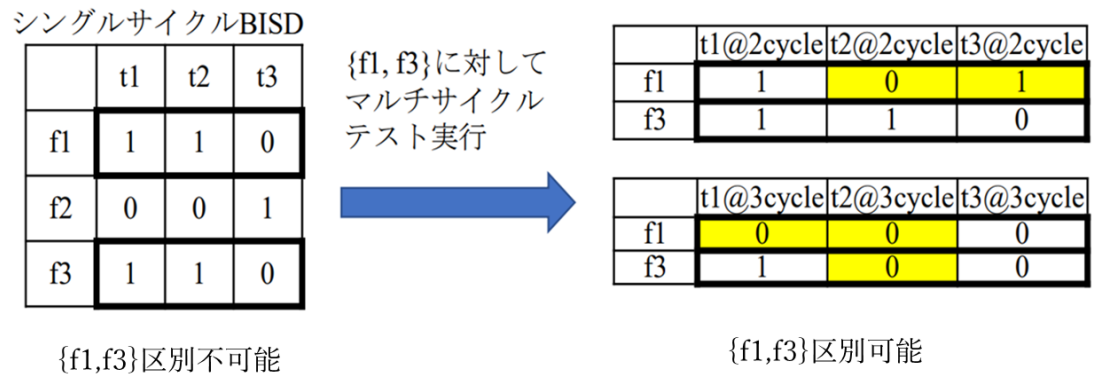 シングルサイクルBISD
t1 t2 t3
f1 1 1 0
f2 0 0 1
f3 1 1 0
{f1,f3}区別不可能
{f1, f3}に対して
マルチサイクル
テスト実行
t1@2cycle t2@2cycle t3@2cycle
f1 1 0 1
f3 1 1 0
t1@3cycle t2@3cycle t3@3cycle
f1 0 0 0
f3 1 0 0
{f1,f3}区別可能